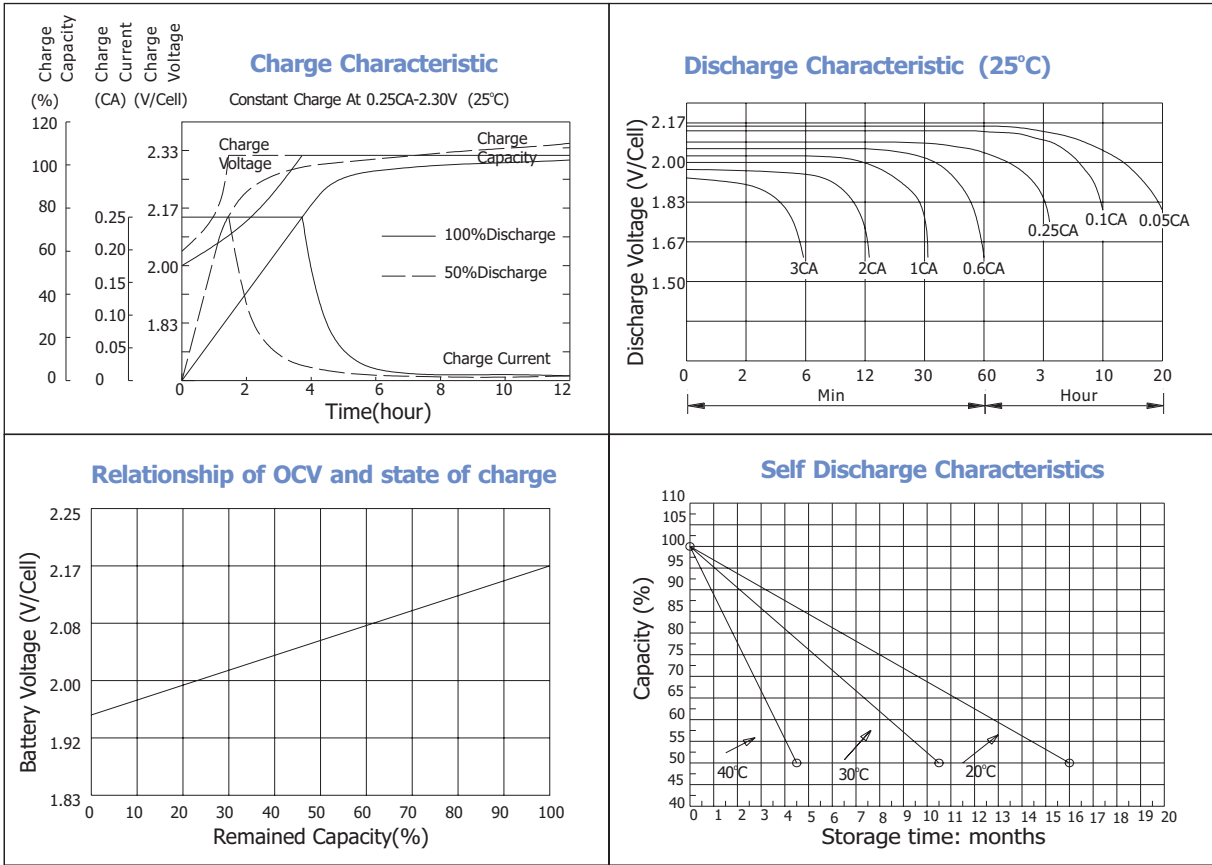 Charge Capacity
Charge Current
Charge Voltage
(%)
(CA) (V/Cell)
Charge Characteristic
Constant Charge At 0.25CA-2.30V (25°C)
120
100
80
60
40
20
0
0.25
0.20
0.15
0.10
0.05
0
2.33
2.17
2.00
1.83
Charge
Voltage
Charge
Capacity
100%Discharge
50%Discharge
Charge Current
0 2 4 6 8 10 12
Time(hour)
Discharge Characteristic (25°C)
Discharge Voltage (V/Cell)
2.17
2.00
1.83
1.67
1.50
3CA 2CA 1CA 0.6CA 0.25CA 0.1CA 0.05CA
0 2 6 12 30 60 3 10 20
Min Hour
Relationship of OCV and state of charge
Battery Voltage (V/Cell)
2.25
2.17
2.08
2.00
1.92
1.83
0 10 20 30 40 50 60 70 80 90 100
Remained Capacity(%)
Self Discharge Characteristics
Capacity (%)
110
105
100
95
90
85
80
75
70
65
60
55
50
45
40
40°C 30°C 20°C
0 1 2 3 4 5 6 7 8 9 10 11 12 13 14 15 16 17 18 19 20
Storage time: months